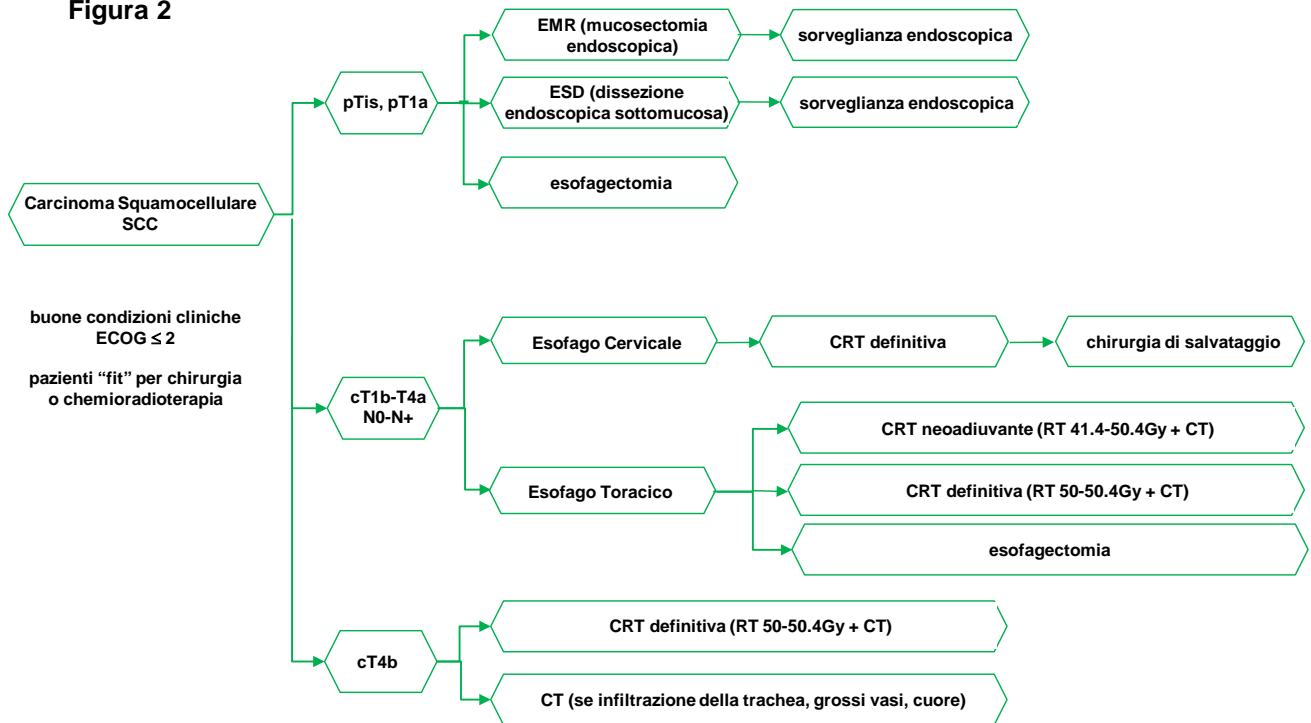 Figura 2
EMR (mucosectomia
endoscopica)
sorveglianza endoscopica
pTis, pT1a
ESD (dissezione
endoscopica sottomucosa)
sorveglianza endoscopica
esofagectomia
Carcinoma Squamocellulare
SCC
buone condizioni cliniche
ECOG ≤ 2
pazienti “fit” per chirurgia
o chemioradioterapia
Esofago Cervicale
CRT definitiva
chirurgia di salvataggio
cT1b-T4a
N0-N+
CRT neoadiuvante (RT 41.4-50.4Gy + CT)
Esofago Toracico
CRT definitiva (RT 50-50.4Gy + CT)
esofagectomia
CRT definitiva (RT 50-50.4Gy + CT)
cT4b
CT (se infiltrazione della trachea, grossi vasi, cuore)